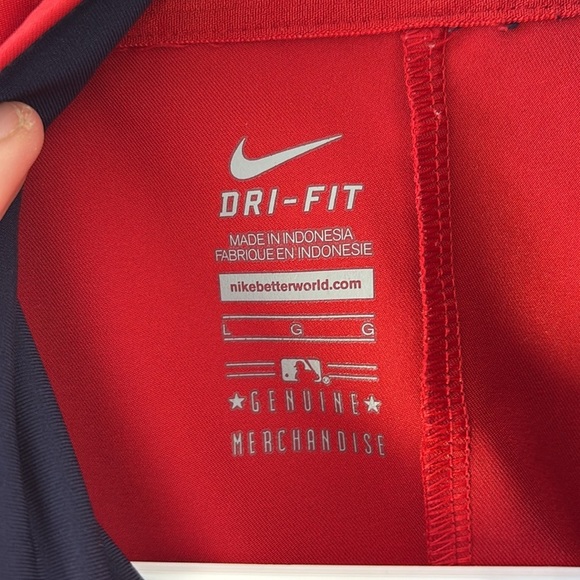 DRI-FIT
MADE IN INDONESIA
FABRIQUE EN INDONESIE
nikebetterworld.com
L G G
GENUINE
MERCHANDISE